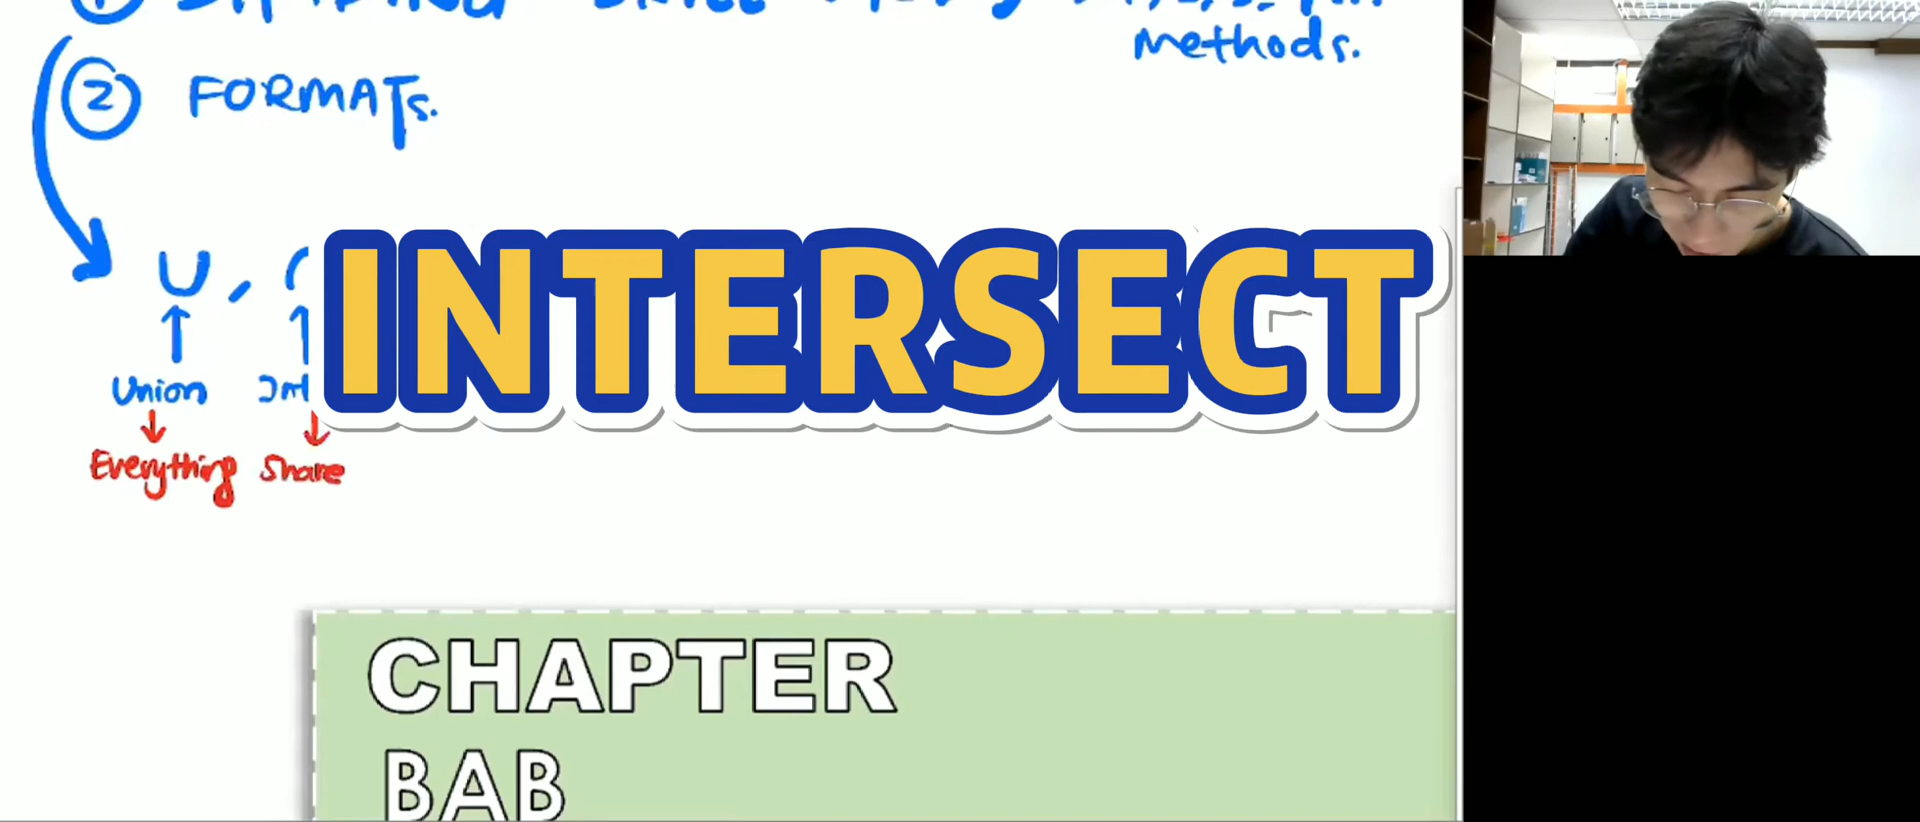 methods.
② FORMATs.
U,
INTERSECT
Union
Everything Share
CHAPTER
BAB